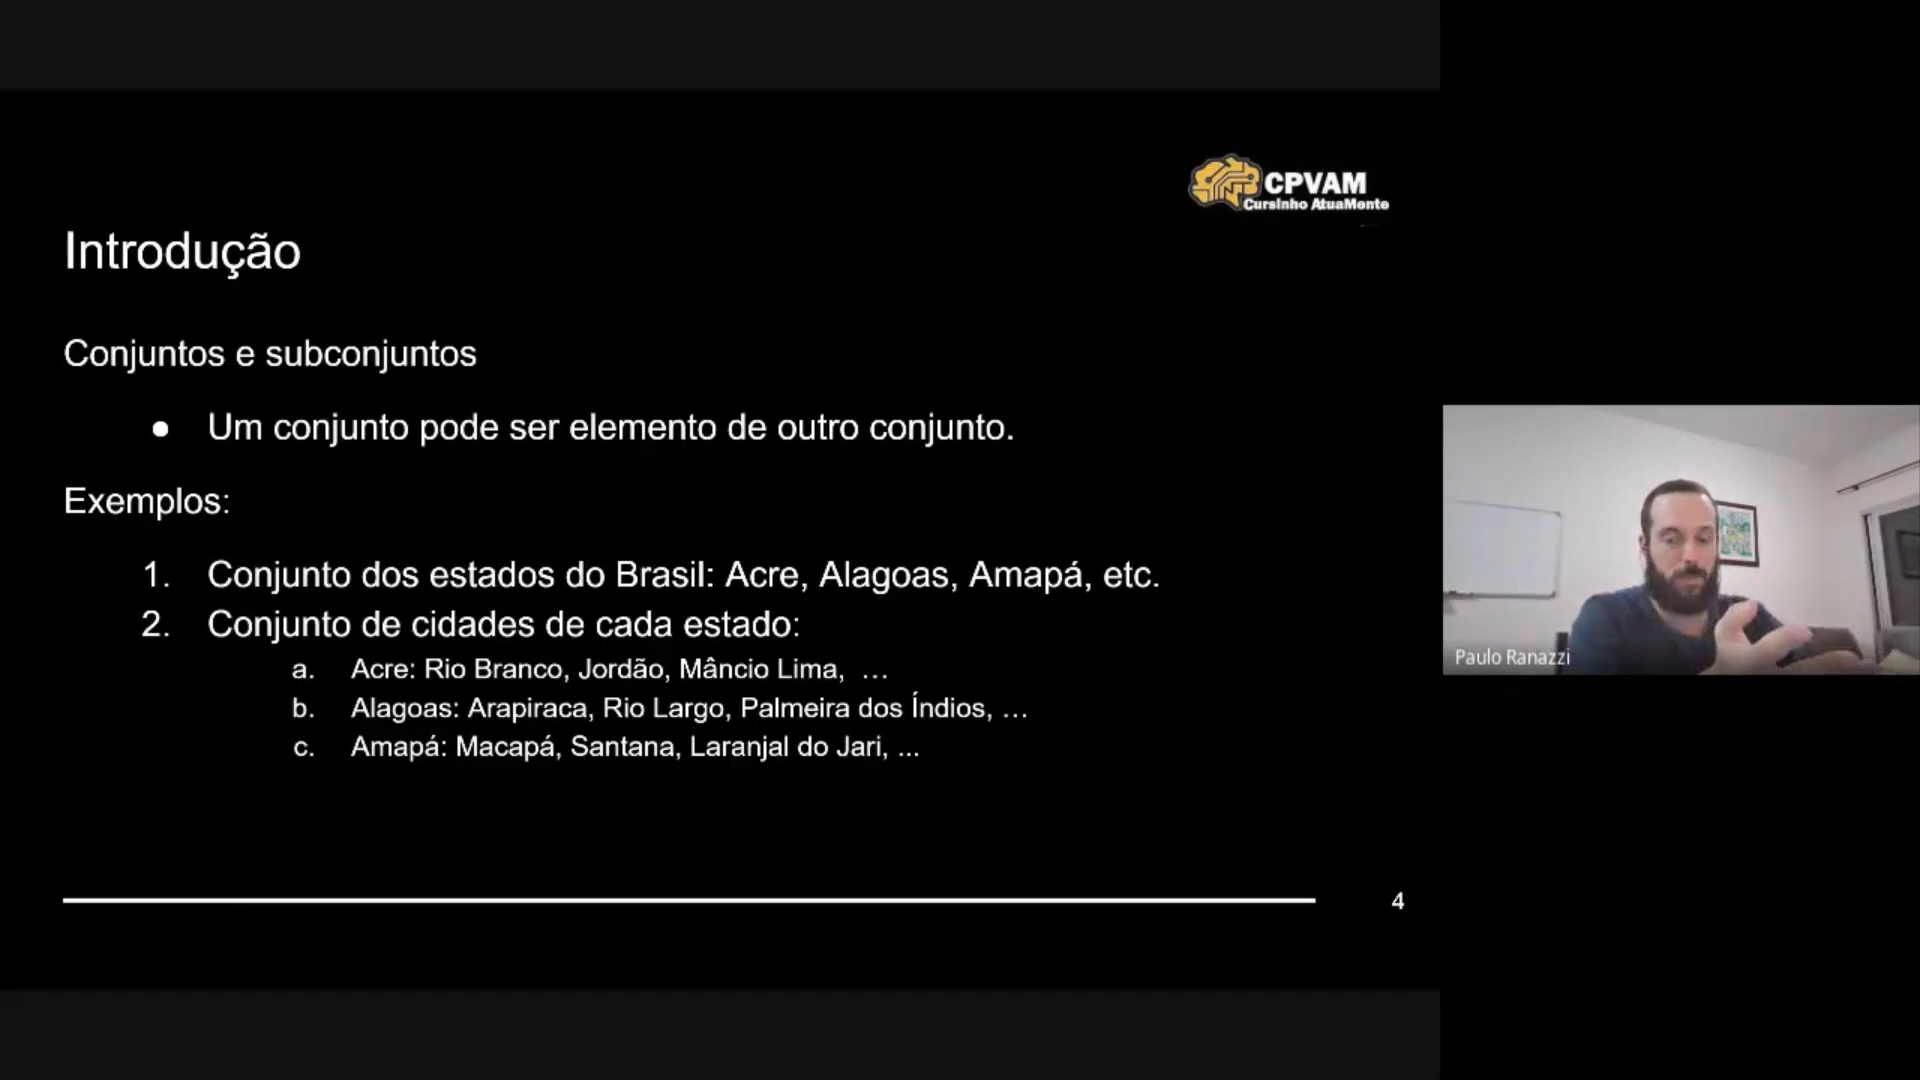 CPVAM
Cursinho AtuaMente
Introdução
Conjuntos e subconjuntos
● Um conjunto pode ser elemento de outro conjunto.
Exemplos:
1. Conjunto dos estados do Brasil: Acre, Alagoas, Amapá, etc.
2. Conjunto de cidades de cada estado:
a. Acre: Rio Branco, Jordão, Mâncio Lima, …
b. Alagoas: Arapiraca, Rio Largo, Palmeira dos Índios, …
c. Amapá: Macapá, Santana, Laranjal do Jari, ...
4
Paulo Ranazzi